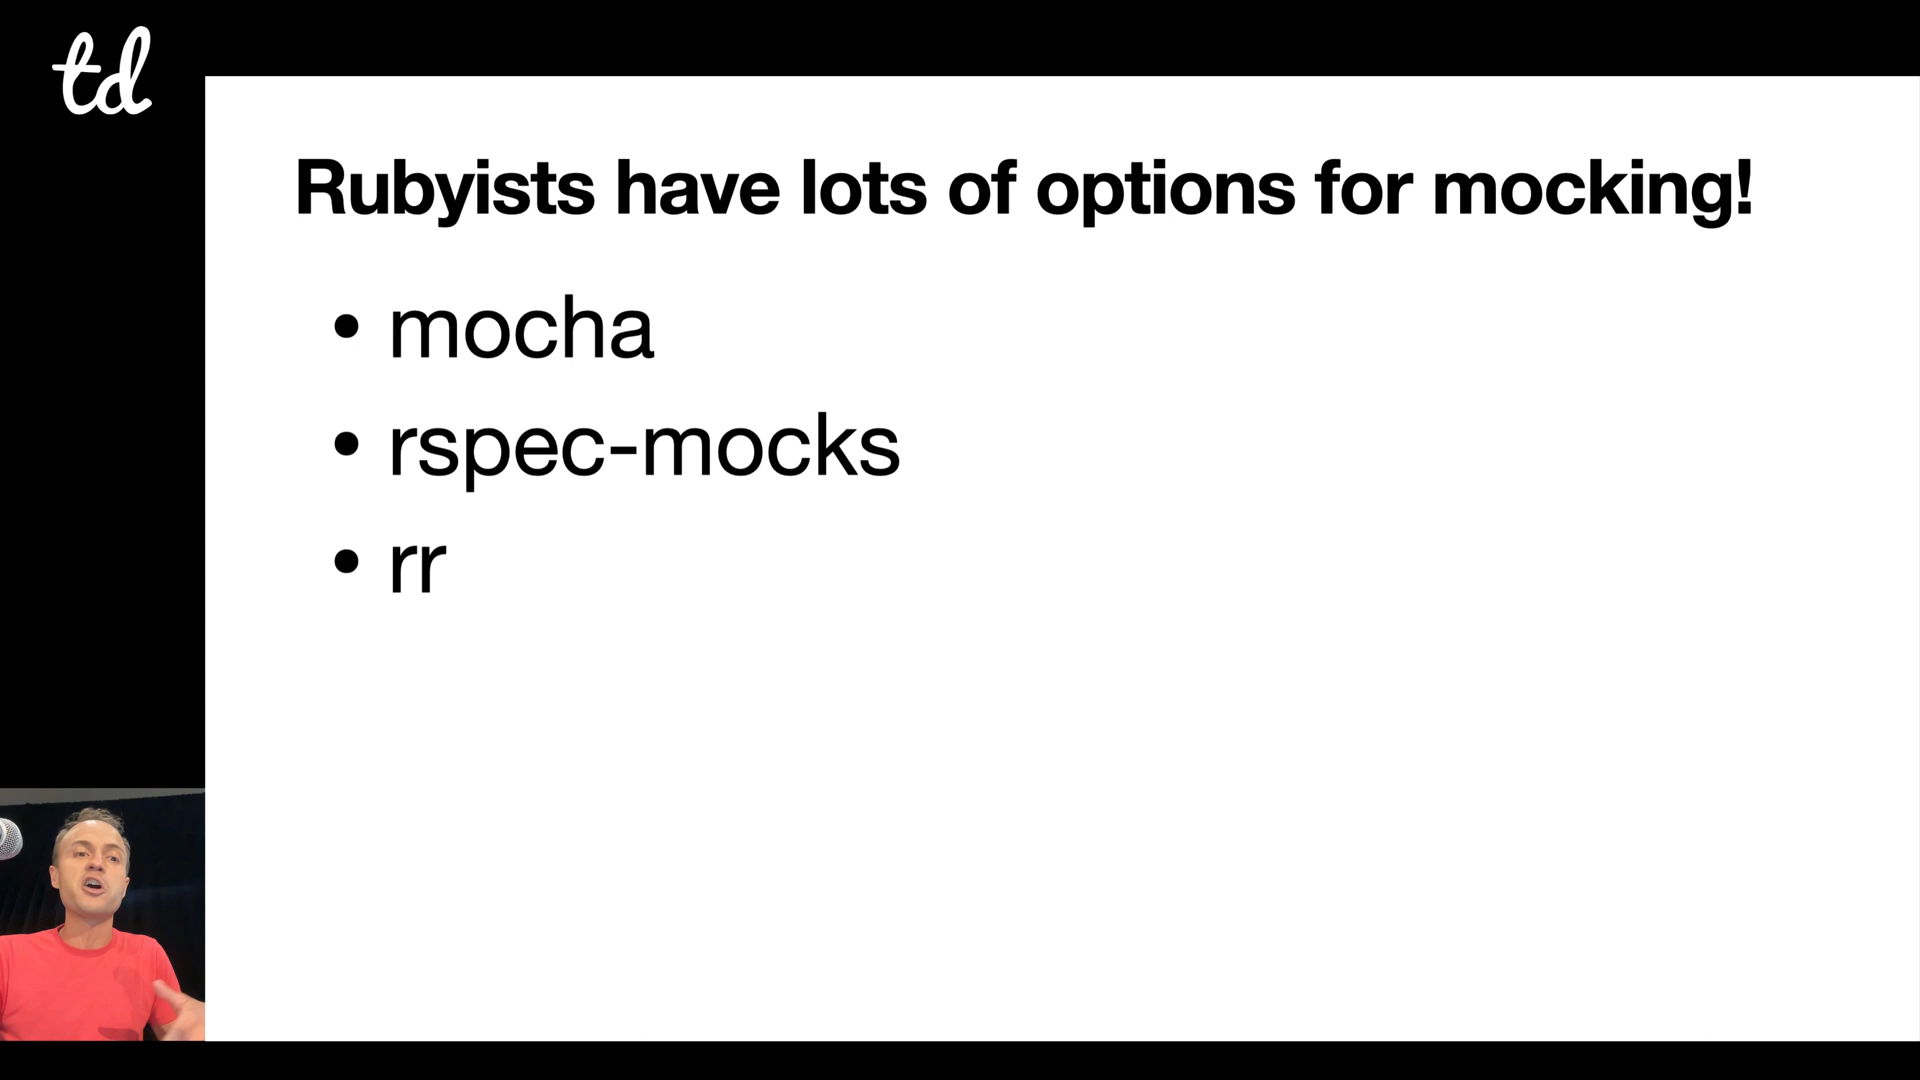 td
Rubyists have lots of options for mocking!
• mocha
• rspec-mocks
• rr